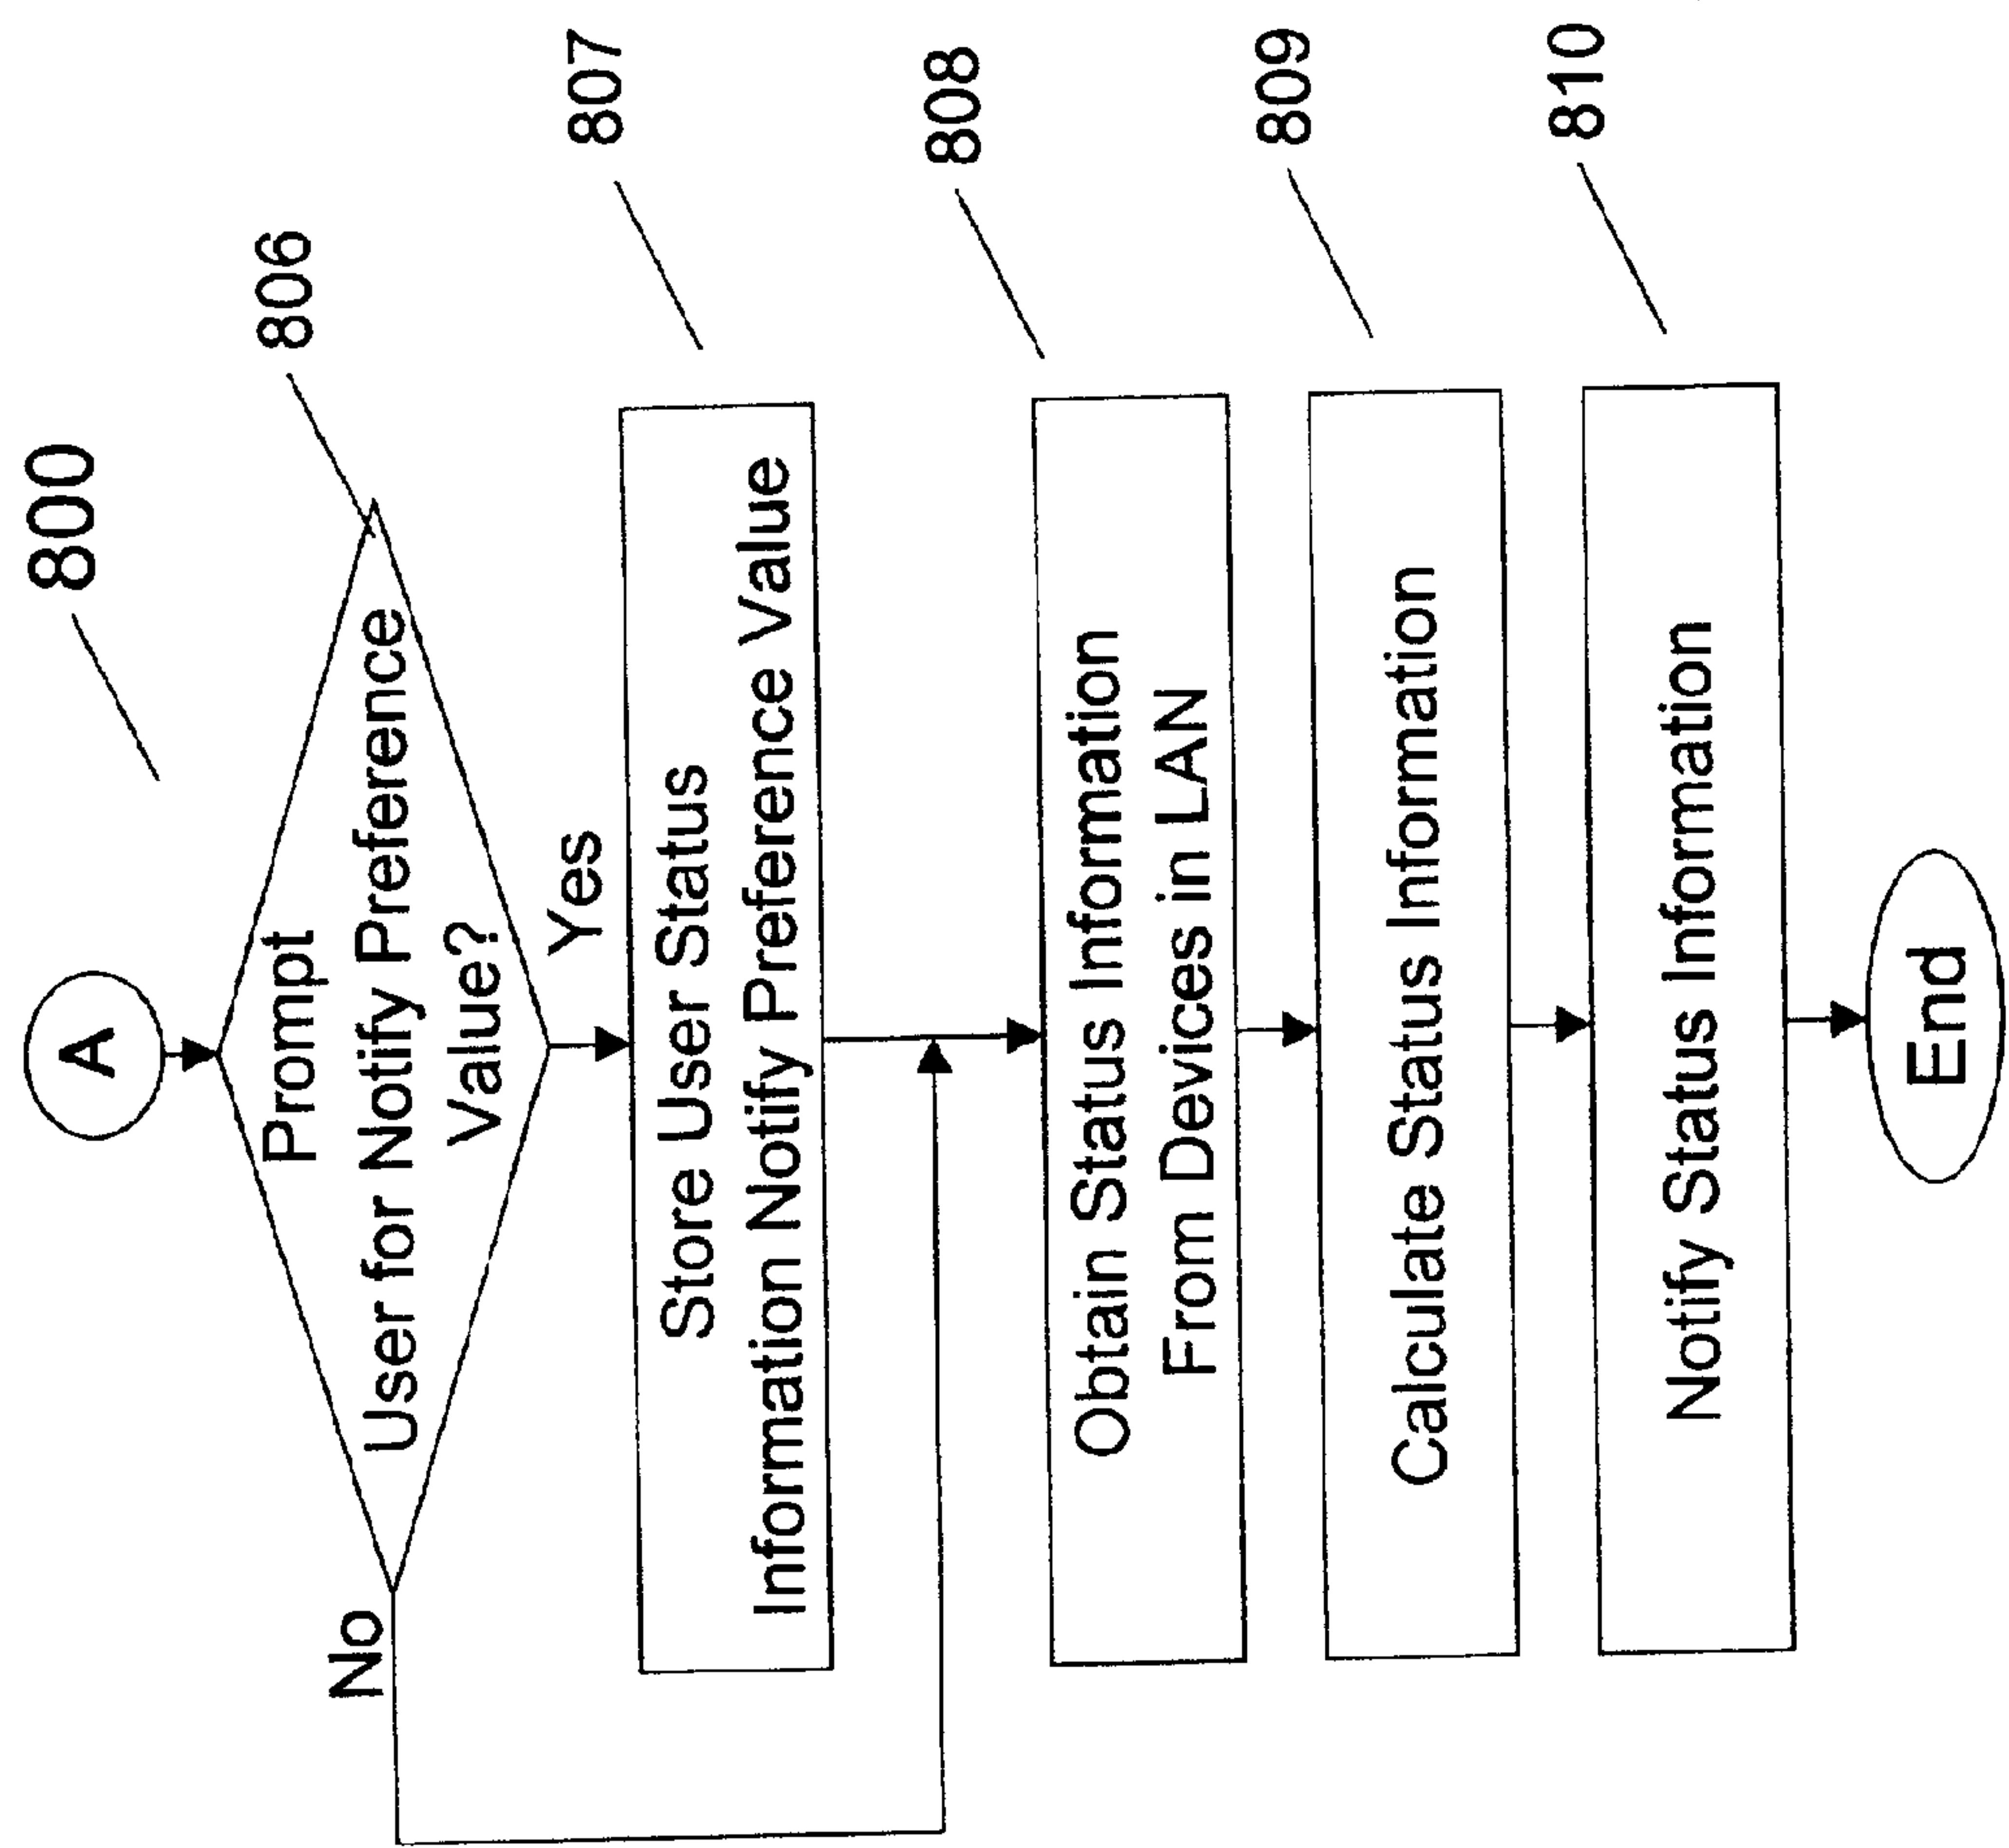 800
A
806
Prompt
User for Notify Preference
Value?
No
Yes
807
Store User Status
Information Notify Preference Value
808
Obtain Status Information
From Devices in LAN
809
Calculate Status Information
810
Notify Status Information
End